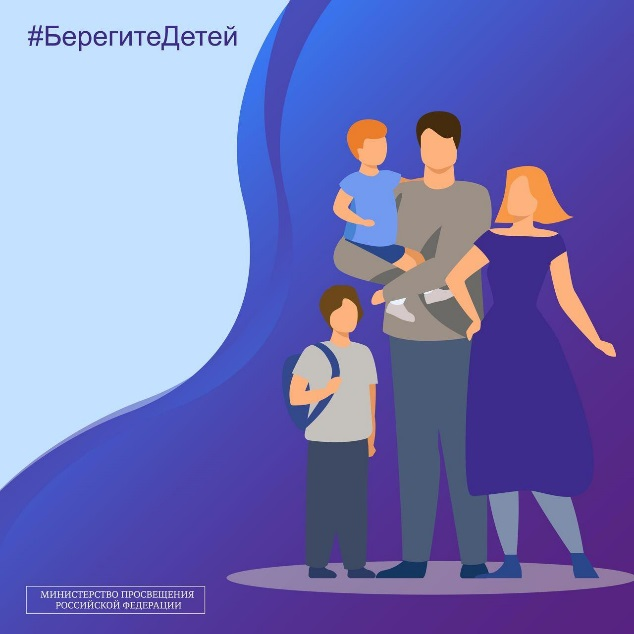 #БерегитеДетей
МИНИСТЕРСТВО ПРОСВЕЩЕНИЯ
РОССИЙСКОЙ ФЕДЕРАЦИИ